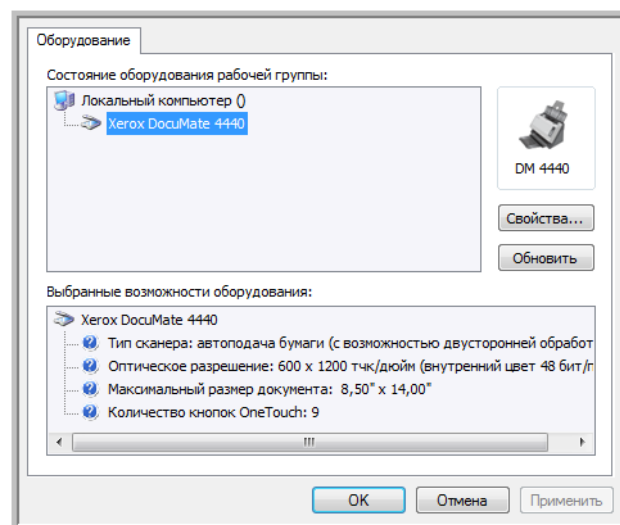 Оборудование
Состояние оборудования рабочей группы:
Локальный компьютер ()
Xerox DocuMate 4440
DM 4440
Свойства...
Обновить
Выбранные возможности оборудования:
Xerox DocuMate 4440
Тип сканера: автоподача бумаги (с возможностью двусторонней обработ
Оптическое разрешение: 600 x 1200 тчк/дюйм (внутренний цвет 48 бит/п
Максимальный размер документа: 8,50" x 14,00"
Количество кнопок OneTouch: 9
OK
Отмена
Применить